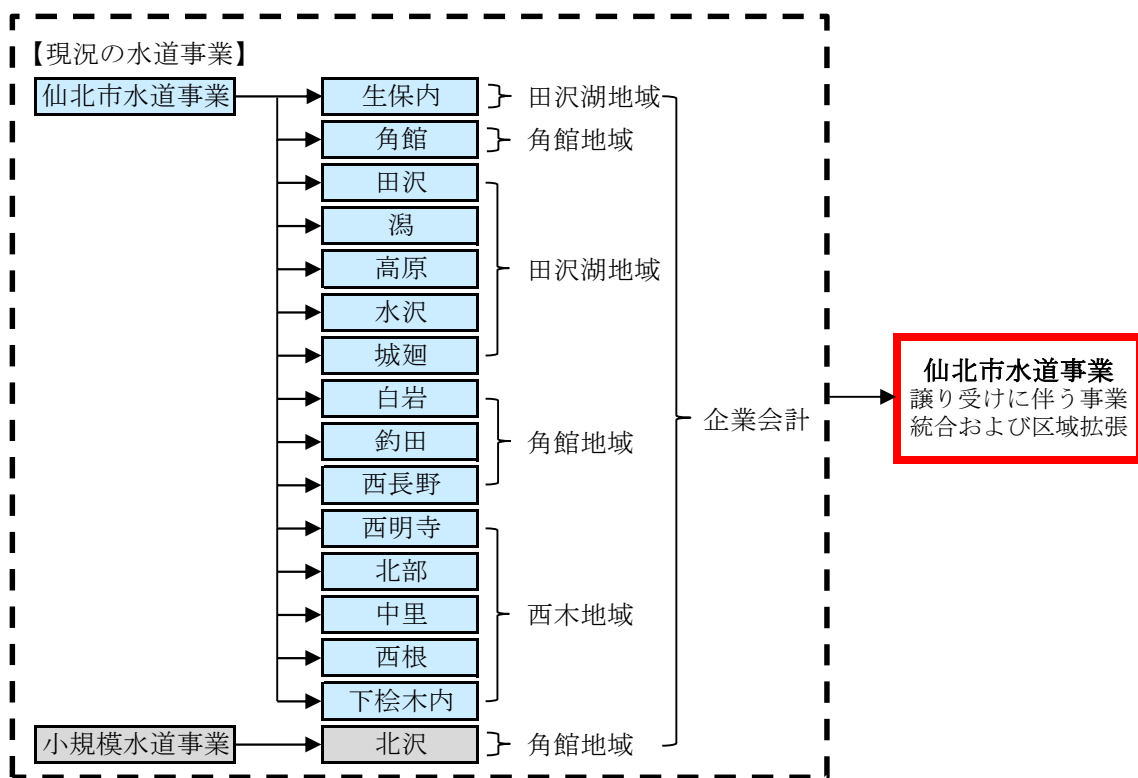 【現況の水道事業】
仙北市水道事業
生保内
田沢湖地域
角館
角館地域
田沢
潟
高原
田沢湖地域
水沢
城廻
白岩
釣田
角館地域
西長野
西明寺
北部
中里
西木地域
西根
下桧木内
小規模水道事業
北沢
角館地域
企業会計
仙北市水道事業
譲り受けに伴う事業
統合および区域拡張